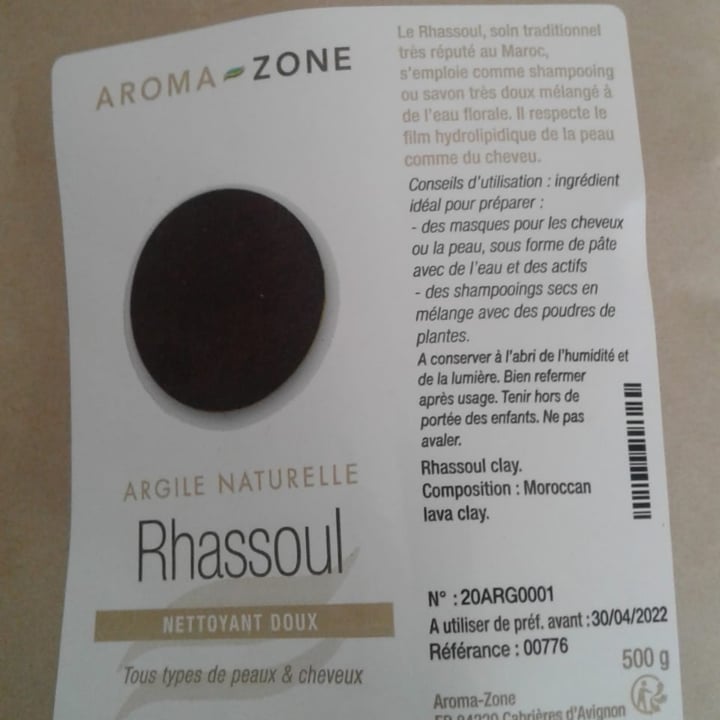 AROMA ZONE
ARGILE NATURELLE
Rhassoul
NETTOYANT DOUX
Tous types de peaux & cheveux
Le Rhassoul, soin traditionnel
très réputé au Maroc,
s'emploie comme shampooing
ou savon très doux mélangé à
de l'eau florale. Il respecte le
film hydrolipidique de la peau
comme du cheveu.
Conseils d'utilisation : ingrédient
idéal pour préparer :
- des masques pour les cheveux
ou la peau, sous forme de pâte
avec de l'eau et des actifs
- des shampooings secs en
mélange avec des poudres de
plantes.
A conserver à l'abri de l'humidité et
de la lumière. Bien refermer
après usage. Tenir hors de
portée des enfants. Ne pas
avaler.
Rhassoul clay.
Composition : Moroccan
lava clay.
N° : 20ARG0001
A utiliser de préf. avant :30/04/2022
Référance : 00776
500 g
Aroma-Zone
Cabrières d'Avignon